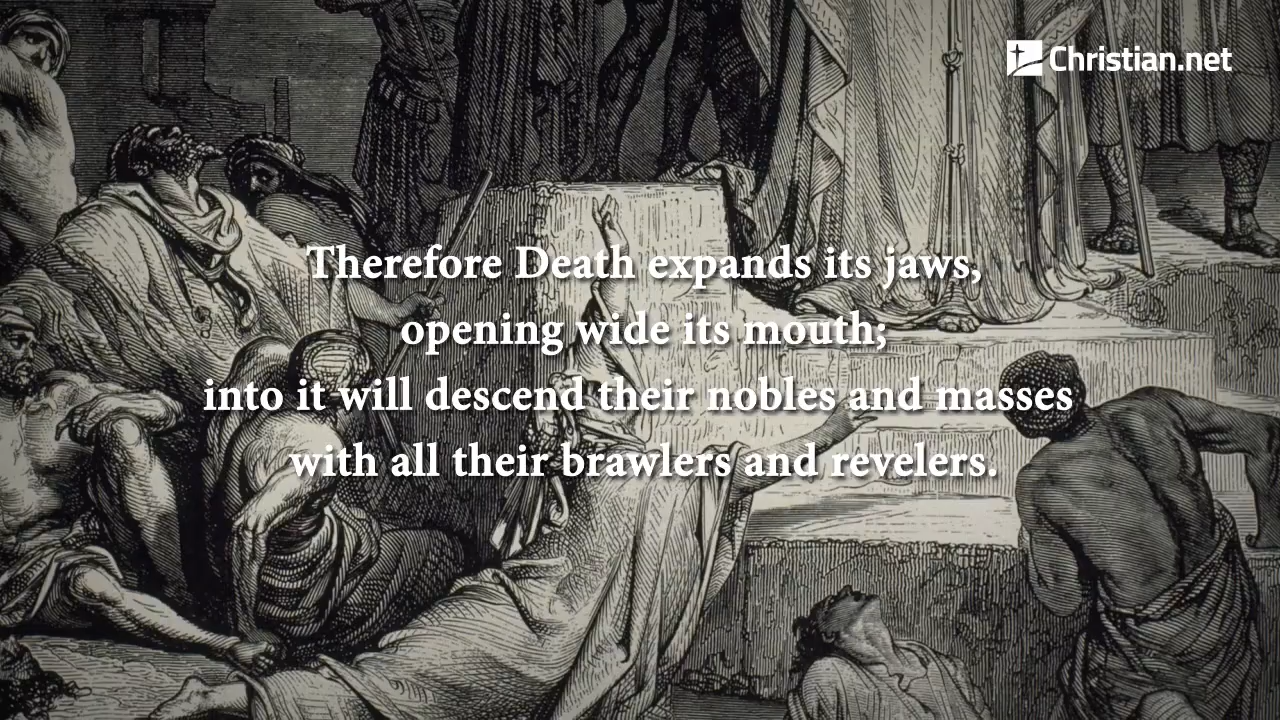 Christian.net
Therefore Death expands its jaws,
opening wide its mouth;
into it will descend their nobles and masses
with all their brawlers and revelers.